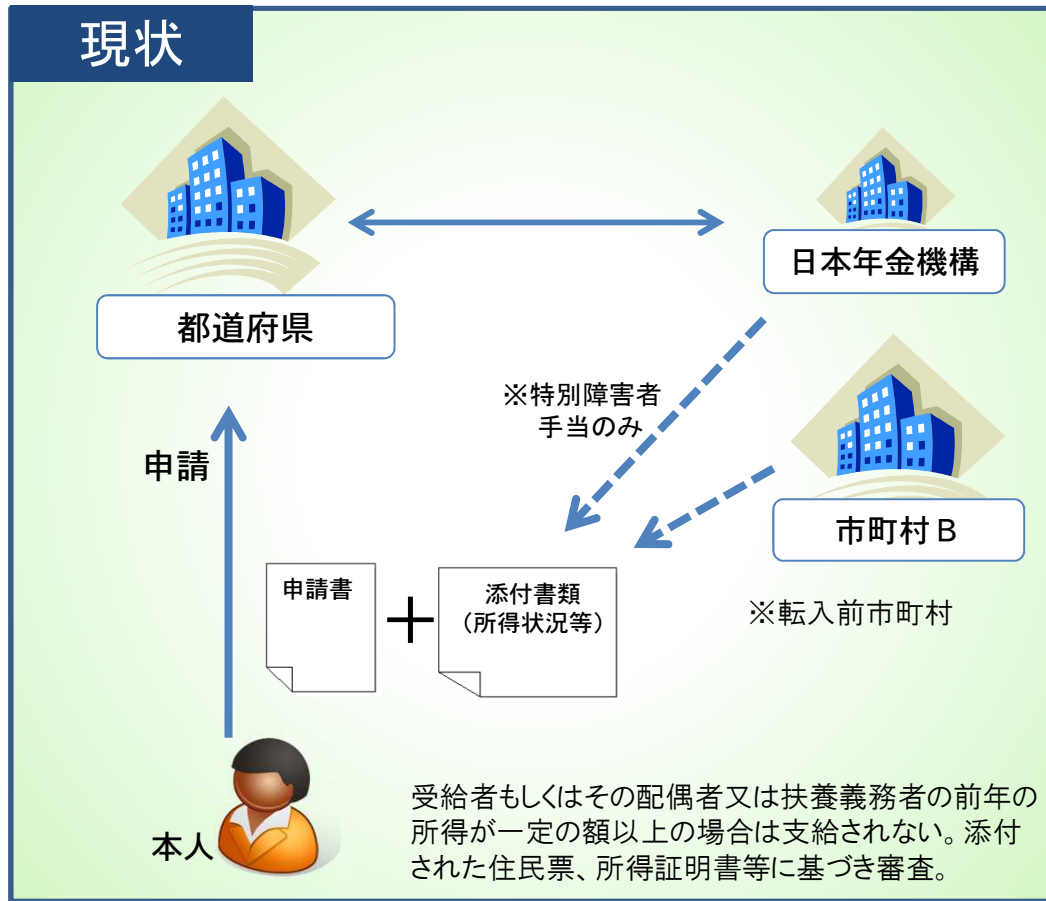 現状
都道府県
日本年金機構
※特別障害者
手当のみ
申請
市町村B
※転入前市町村
申請書
+
添付書類
(所得状況等)
本人
受給者もしくはその配偶者又は扶養義務者の前年の
所得が一定の額以上の場合は支給されない。添付
された住民票、所得証明書等に基づき審査。